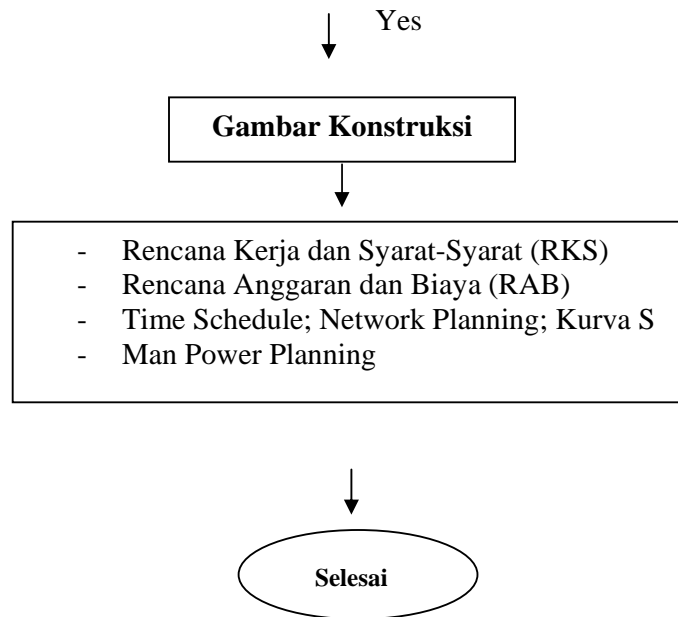 Yes
Gambar Konstruksi
- Rencana Kerja dan Syarat-Syarat (RKS)
- Rencana Anggaran dan Biaya (RAB)
- Time Schedule; Network Planning; Kurva S
- Man Power Planning
Selesai